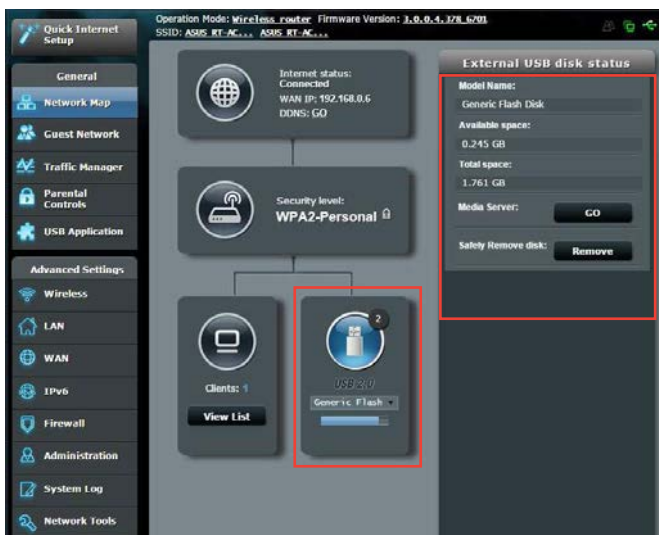 Quick Internet
Setup
Operation Mode: Wireless router Firmware Version: 3.0.0.4.378_6701
SSID: ASUS_RT-AC... ASUS_RT-AC...
General
Network Map
Guest Network
Traffic Manager
Parental
Controls
USB Application
Advanced Settings
Wireless
LAN
WAN
IPv6
Firewall
Administration
System Log
Network Tools
Internet status:
Connected
WAN IP: 192.168.0.6
DDNS: GO
Security level:
WPA2-Personal
Clients: 1
View List
2
USB 2.0
Generic Flash
External USB disk status
Model Name:
Generic Flash Disk
Available space:
0.245 GB
Total space:
1.761 GB
Media Server:
GO
Safely Remove disk:
Remove